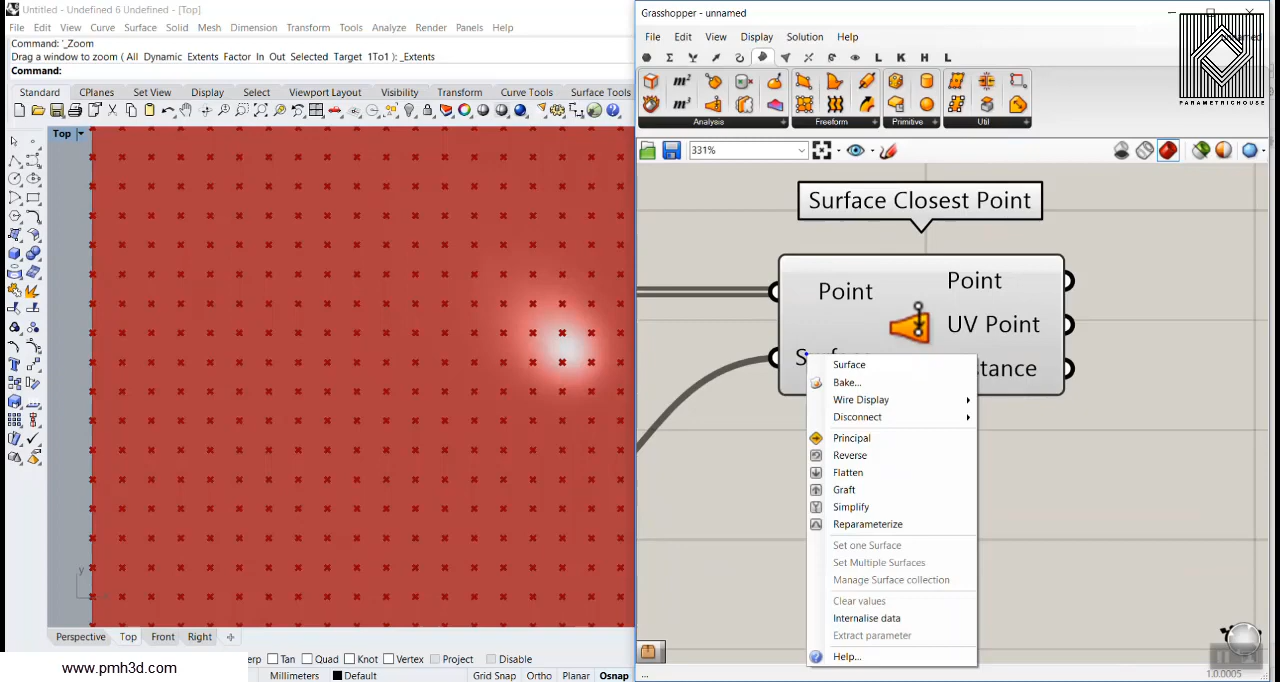 Untitled - Undefined 6 Undefined - [Top]
File Edit View Curve Surface Solid Mesh Dimension Transform Tools Analyze Render Panels Help
Command: '_Zoom
Drag a window to zoom ( All Dynamic Extents Factor In Out Selected Target 1To1 ): _Extents
Command:
Standard CPlanes Set View Display Select Viewport Layout Visibility Transform Curve Tools Surface Tools
Top
y
Perspective Top Front Right
erp Tan Quad Knot Vertex Project Disable
www.pmh3d.com
Millimeters Default Grid Snap Ortho Planar Osnap
Grasshopper - unnamed
File Edit View Display Solution Help
L K H L
m²
m³
Analysis Freeform Primitive Util
PARAMETRICHOUSE
331%
Surface Closest Point
Point
Point
UV Point
Surface
Bake...
Wire Display
Disconnect
Principal
Reverse
Flatten
Graft
Simplify
Reparameterize
Set one Surface
Set Multiple Surfaces
Manage Surface collection
Clear values
Internalise data
Extract parameter
Help...
stance
...
1.0.0005